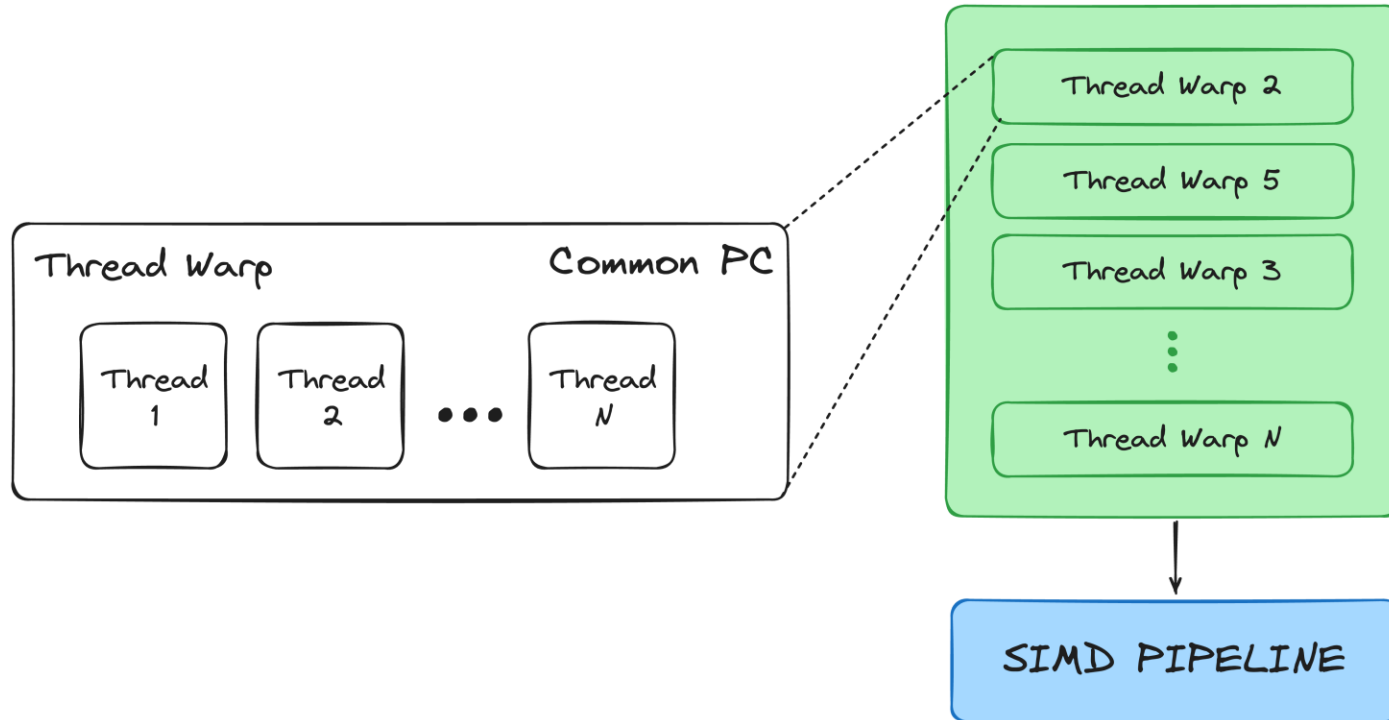 Thread Warp
Common PC
Thread
1
Thread
2
Thread
N
Thread Warp 2
Thread Warp 5
Thread Warp 3
Thread Warp N
SIMD PIPELINE